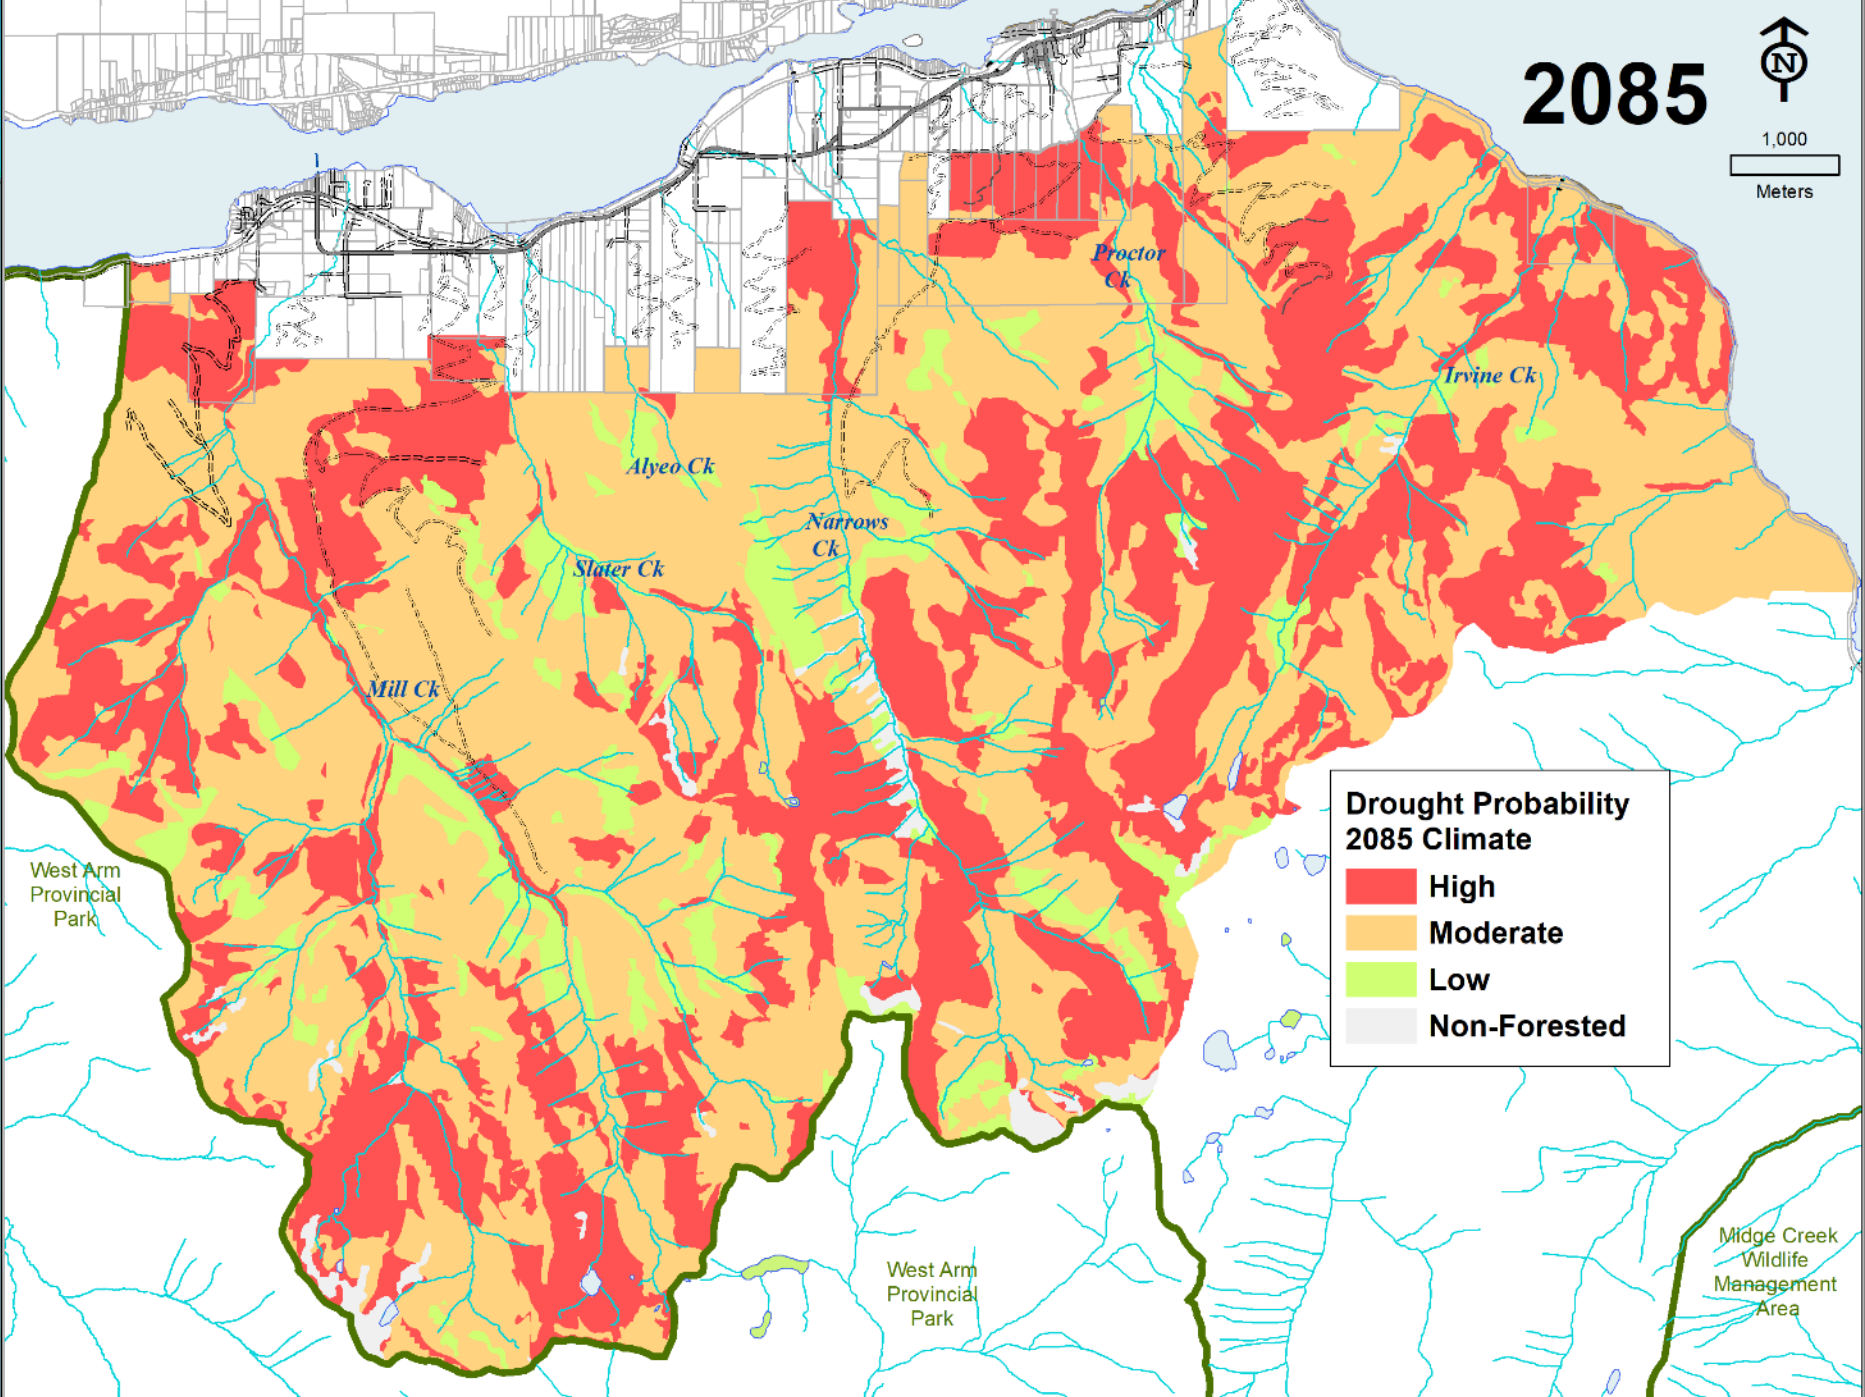 2085
N
1,000
Meters
Proctor
Ck
Irvine Ck
Alyeo Ck
Narrows
Ck
Slater Ck
Mill Ck
Drought Probability
2085 Climate
High
Moderate
Low
Non-Forested
West Arm
Provincial
Park
West Arm
Provincial
Park
Midge Creek
Wildlife
Management
Area